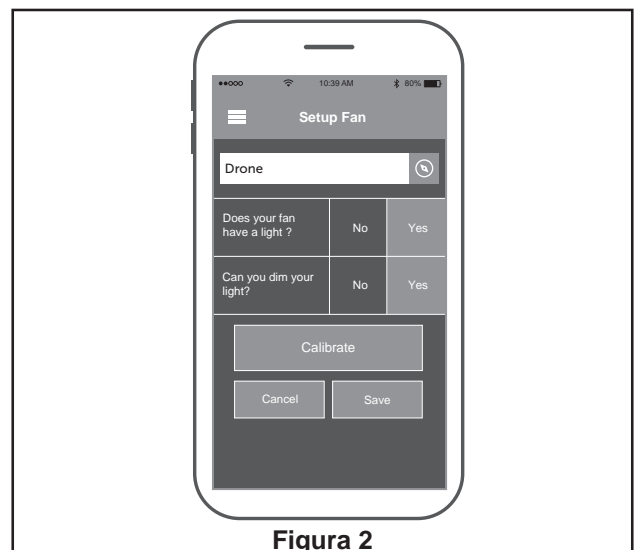 10:39 AM 80%
Setup Fan
Drone
Does your fan
have a light ?
No
Yes
Can you dim your
light?
No
Yes
Calibrate
Cancel
Save
Figura 2